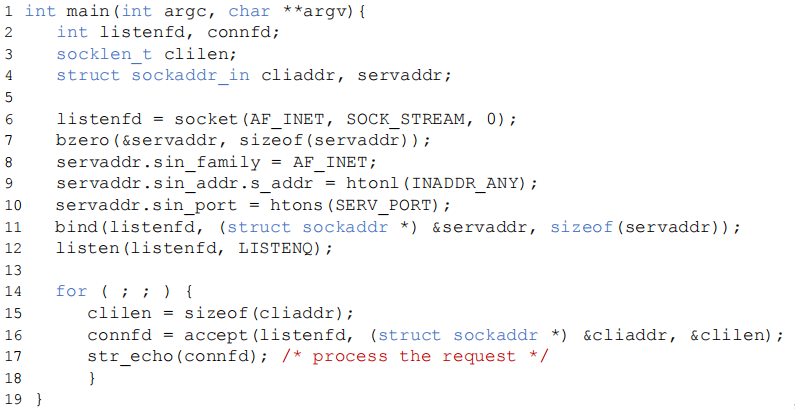 1 int main(int argc, char **argv){
2 int listenfd, connfd;
3 socklen_t clilen;
4 struct sockaddr_in cliaddr, servaddr;
5
6 listenfd = socket(AF_INET, SOCK_STREAM, 0);
7 bzero(&servaddr, sizeof(servaddr));
8 servaddr.sin_family = AF_INET;
9 servaddr.sin_addr.s_addr = htonl(INADDR_ANY);
10 servaddr.sin_port = htons(SERV_PORT);
11 bind(listenfd, (struct sockaddr *) &servaddr, sizeof(servaddr));
12 listen(listenfd, LISTENQ);
13
14 for ( ; ; ) {
15 clilen = sizeof(cliaddr);
16 connfd = accept(listenfd, (struct sockaddr *) &cliaddr, &clilen);
17 str_echo(connfd); /* process the request */
18 }
19 }